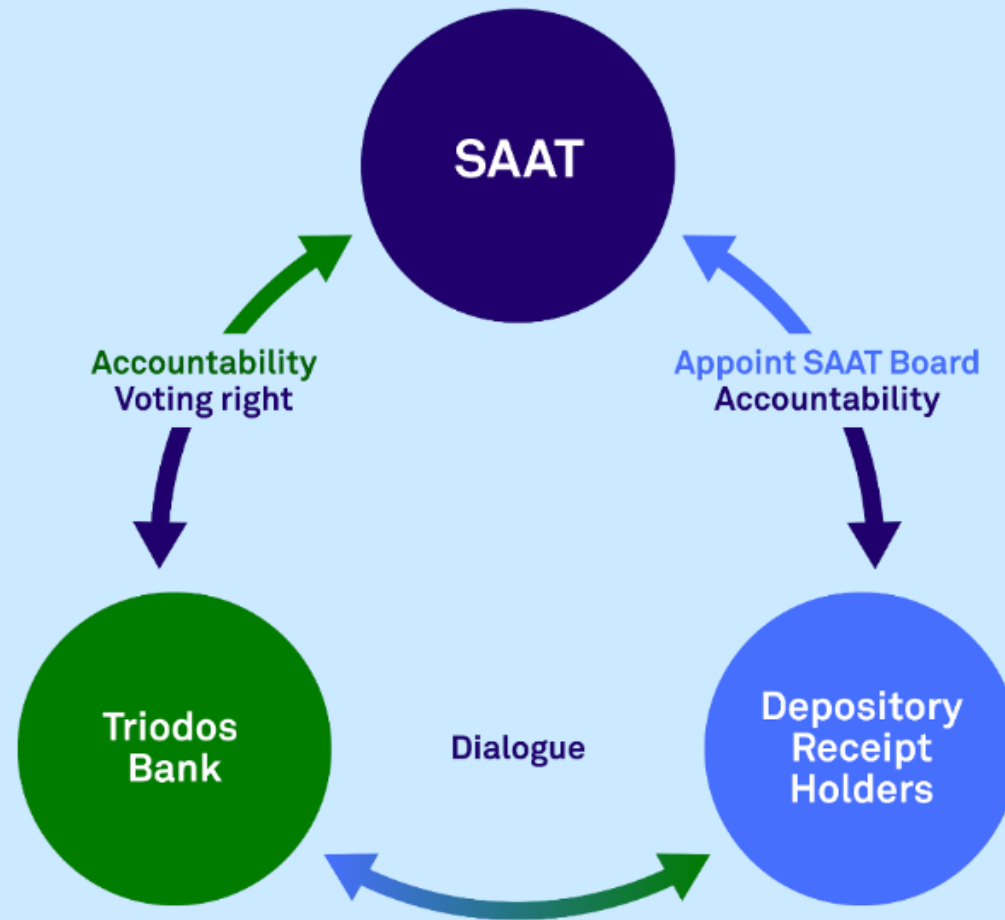 SAAT
Accountability
Voting right
Appoint SAAT Board
Accountability
Triodos
Bank
Dialogue
Depository
Receipt
Holders